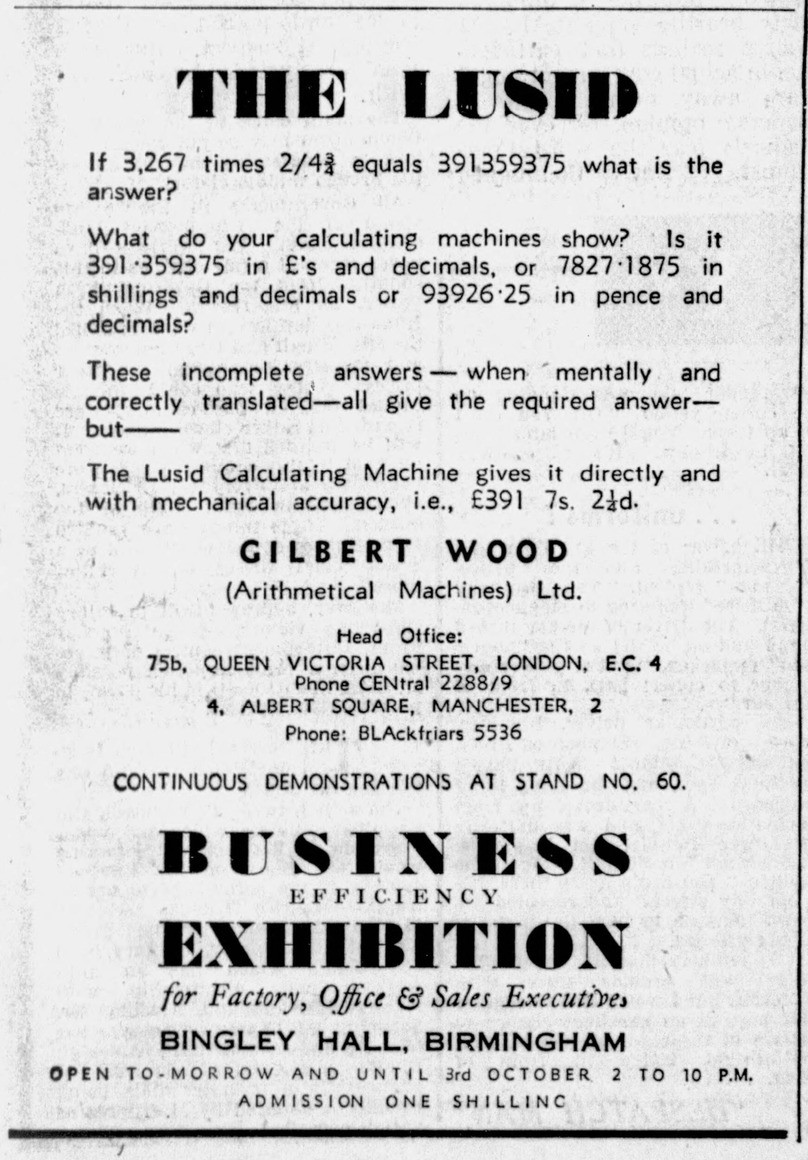 THE LUSID
If 3,267 times 2/4¾ equals 391359375 what is the
answer?
What do your calculating machines show? Is it
391·359375 in £'s and decimals, or 7827·1875 in
shillings and decimals or 93926·25 in pence and
decimals?
These incomplete answers — when mentally and
correctly translated—all give the required answer—
but——
The Lusid Calculating Machine gives it directly and
with mechanical accuracy, i.e., £391 7s. 2¼d.
GILBERT WOOD
(Arithmetical Machines) Ltd.
Head Office:
75b, QUEEN VICTORIA STREET, LONDON, E.C. 4
Phone CENtral 2288/9
4, ALBERT SQUARE, MANCHESTER, 2
Phone: BLAckfriars 5536
CONTINUOUS DEMONSTRATIONS AT STAND NO. 60.
BUSINESS
EFFICIENCY
EXHIBITION
for Factory, Office & Sales Executives
BINGLEY HALL, BIRMINGHAM
OPEN TO-MORROW AND UNTIL 3rd OCTOBER 2 TO 10 P.M.
ADMISSION ONE SHILLING